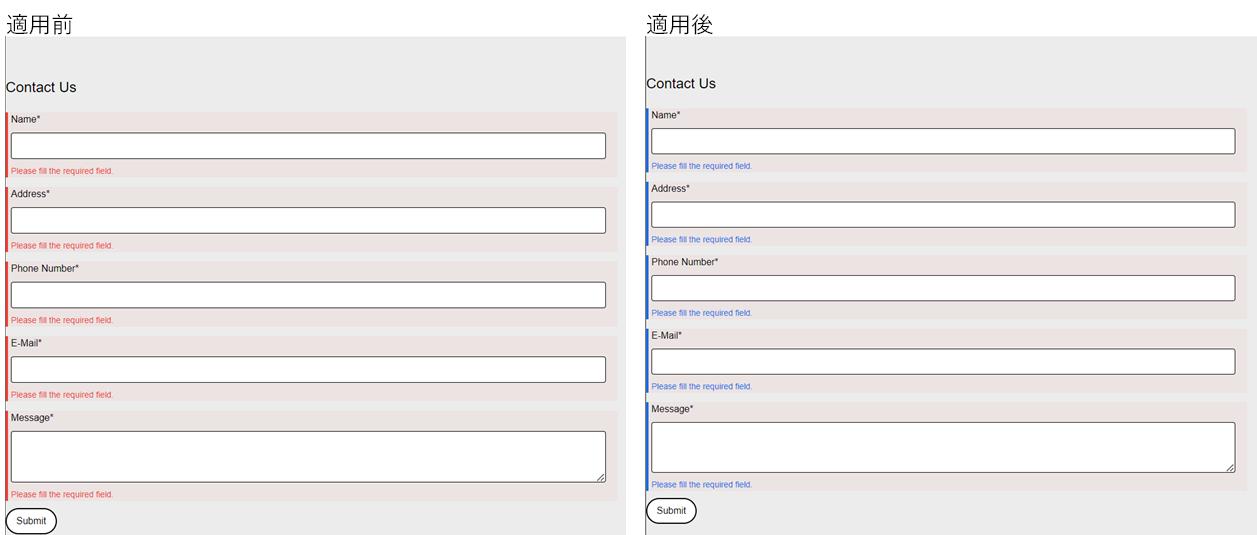 適用前
Contact Us
Name*
Please fill the required field.
Address*
Please fill the required field.
Phone Number*
Please fill the required field.
E-Mail*
Please fill the required field.
Message*
Please fill the required field.
Submit
適用後
Contact Us
Name*
Please fill the required field.
Address*
Please fill the required field.
Phone Number*
Please fill the required field.
E-Mail*
Please fill the required field.
Message*
Please fill the required field.
Submit